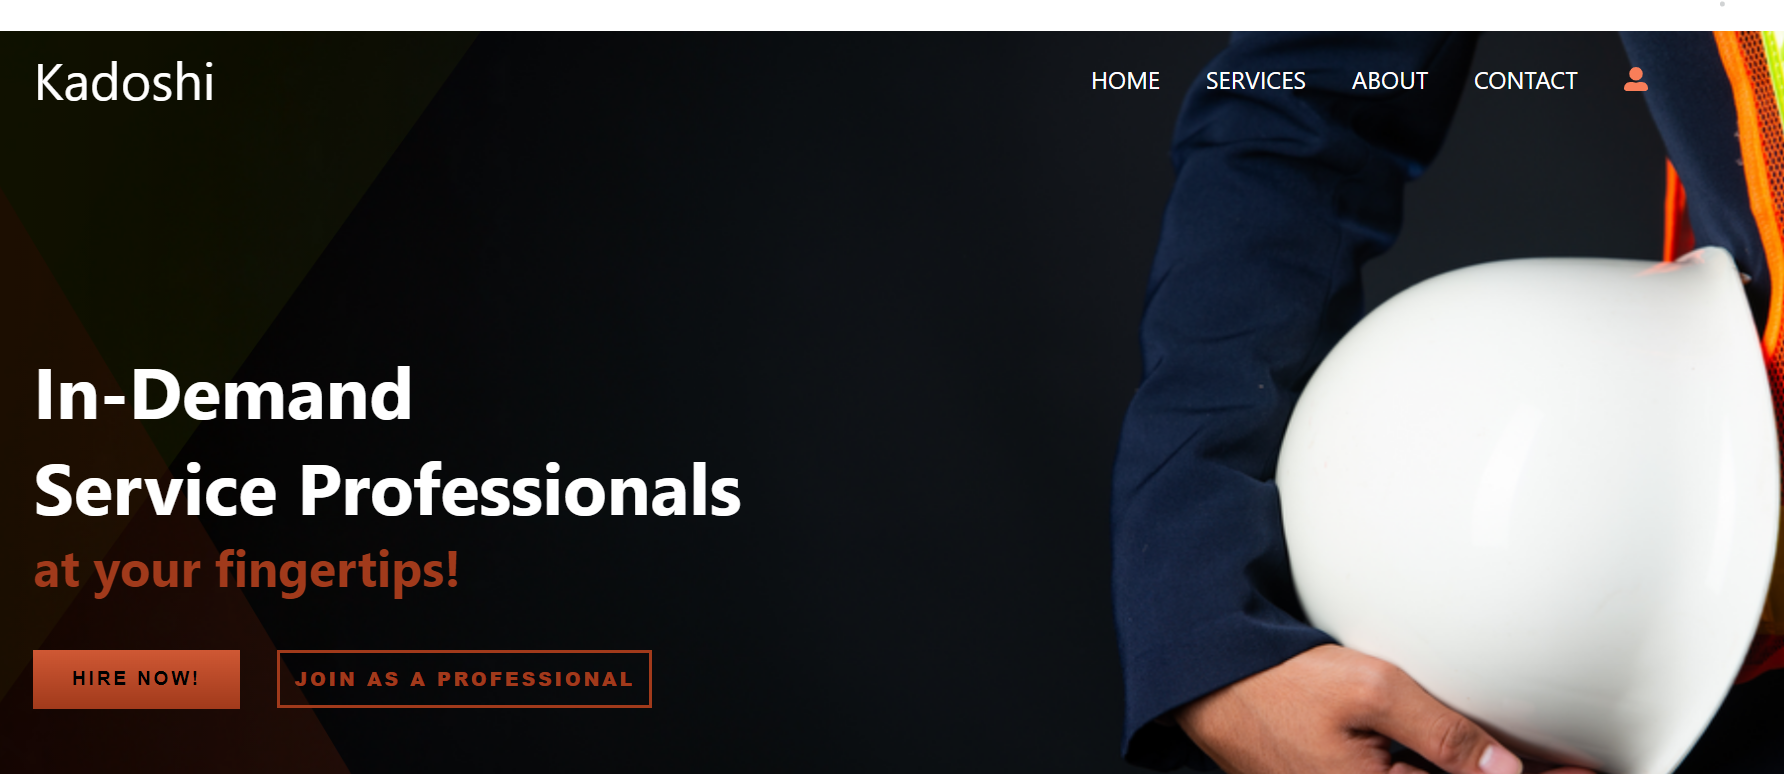 Kadoshi
HOME SERVICES ABOUT CONTACT
In-Demand
Service Professionals
at your fingertips!
HIRE NOW! JOIN AS A PROFESSIONAL